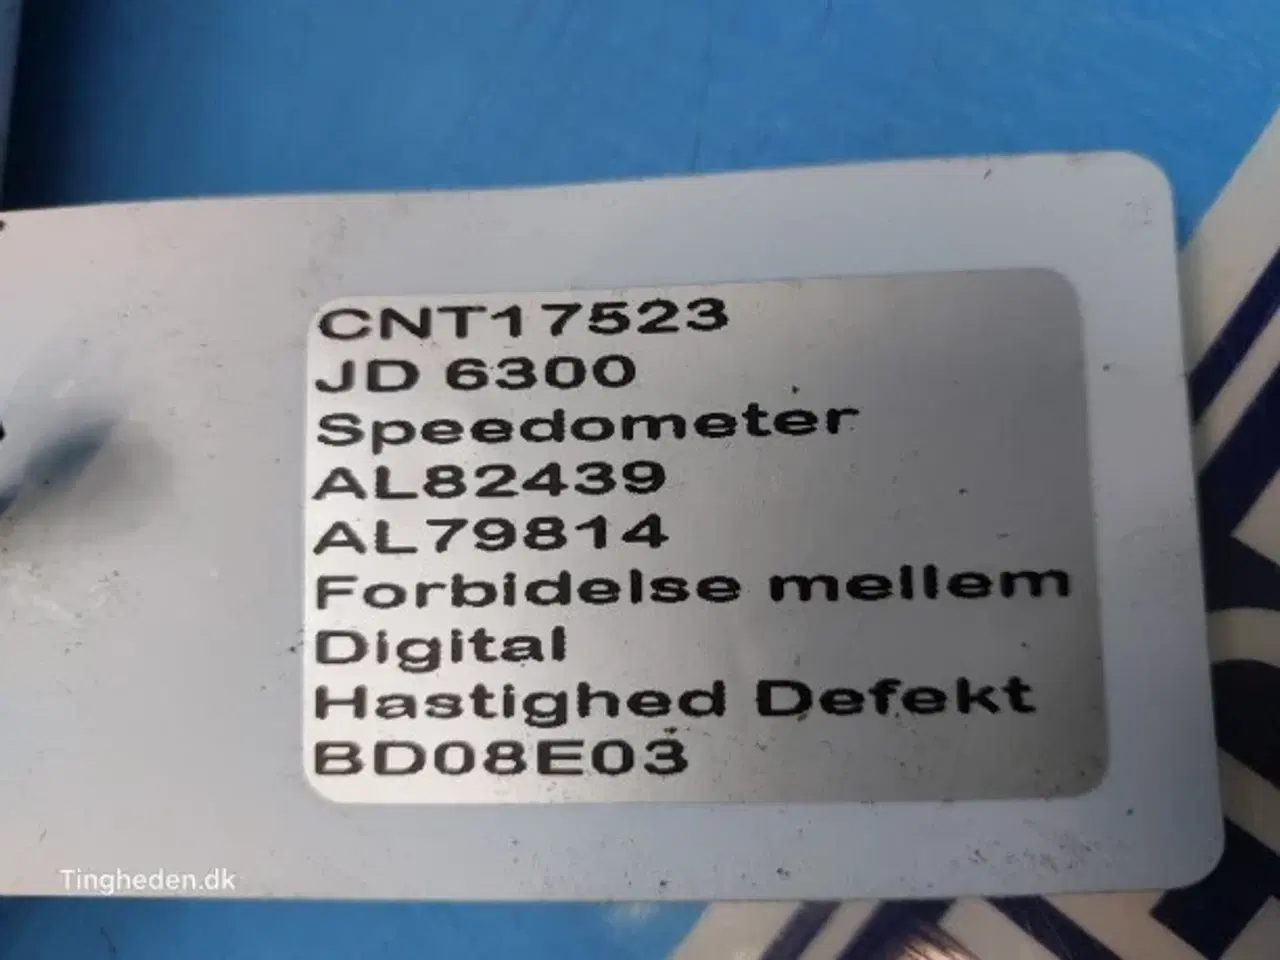 CNT17523
JD 6300
Speedometer
AL82439
AL79814
Forbidelse mellem
Digital
Hastighed Defekt
BD08E03
Tingheden.dk